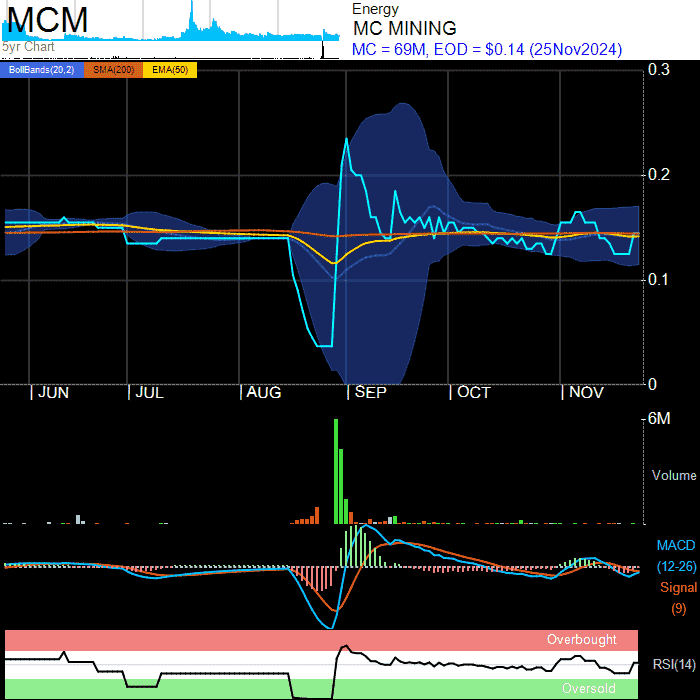 MCM
5yr Chart
Energy
MC MINING
MC = 69M, EOD = $0.14 (25Nov2024)
BollBands(20,2) SMA(200) EMA(50)
0.3
0.2
0.1
0
JUN JUL AUG SEP OCT NOV
6M
Volume
MACD
(12-26)
Signal
(9)
Overbought
RSI(14)
Oversold